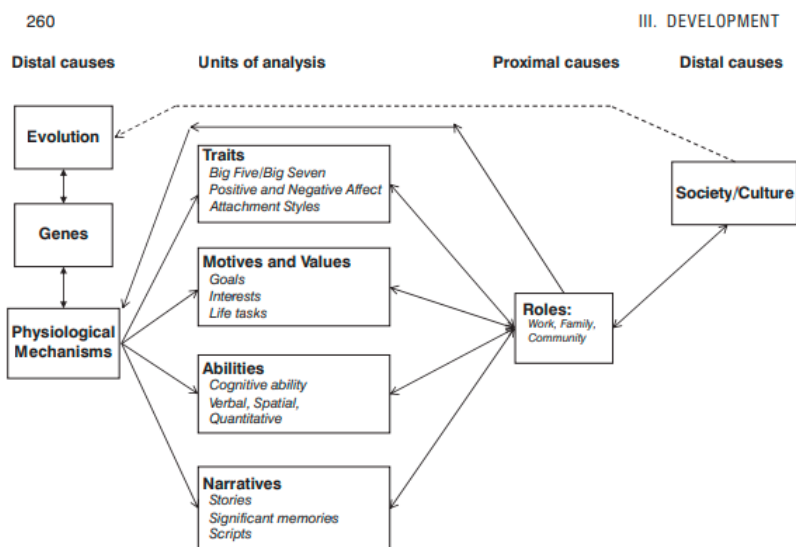 260
III. DEVELOPMENT
Distal causes
Units of analysis
Proximal causes
Distal causes
Evolution
Genes
Physiological
Mechanisms
Traits
Big Five/Big Seven
Positive and Negative Affect
Attachment Styles
Motives and Values
Goals
Interests
Life tasks
Abilities
Cognitive ability
Verbal, Spatial,
Quantitative
Narratives
Stories
Significant memories
Scripts
Roles:
Work, Family,
Community
Society/Culture